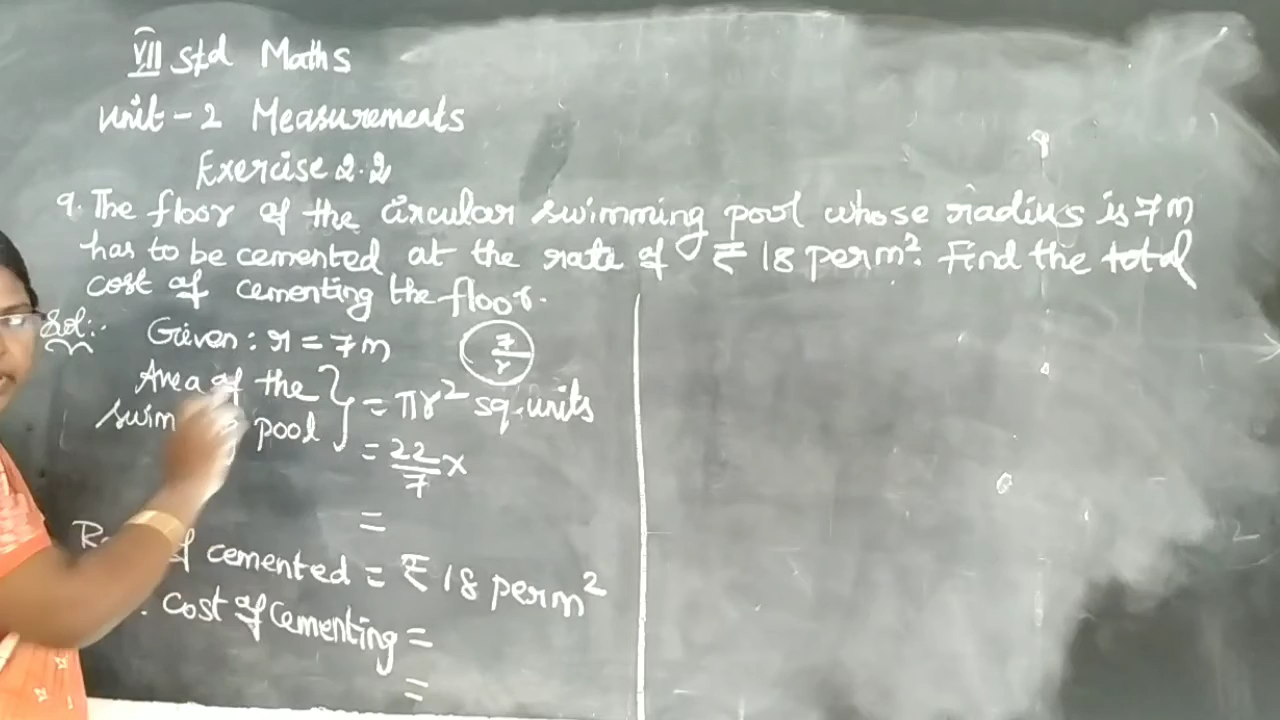 VII Std Maths
Unit - 2 Measurements
Exercise 2.2
9. The floor of the circular swimming pool whose radius is 7m
has to be cemented at the rate of ₹ 18 per m². Find the total
cost of cementing the floor.
Sol:-
Given: r = 7m
7
r
Area of the
swim pool } = πr² sq.units
= 22/7 x
=
of cemented = ₹ 18 per m²
. Cost of Cementing =
=